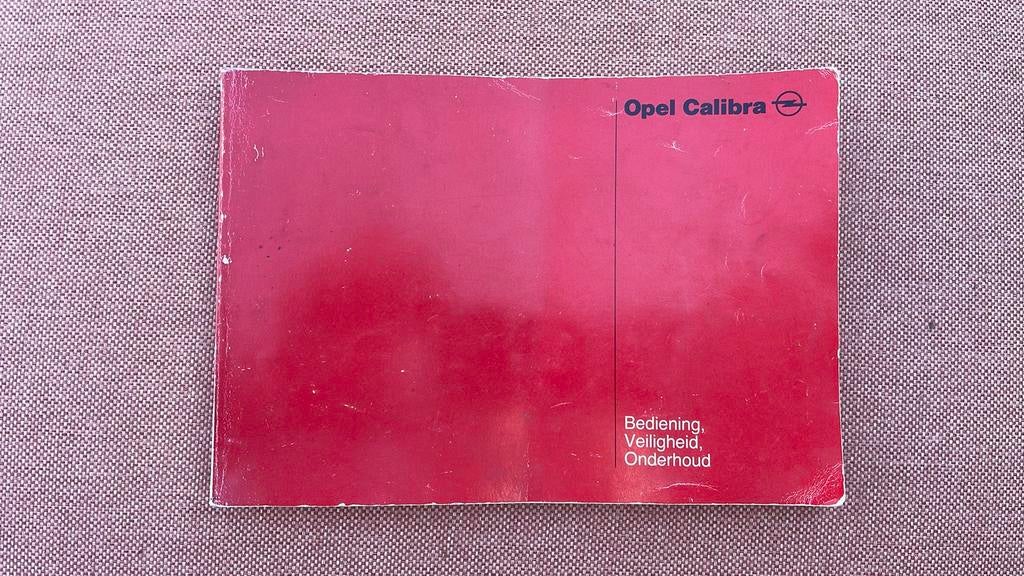 Opel Calibra
Bediening,
Veiligheid,
Onderhoud